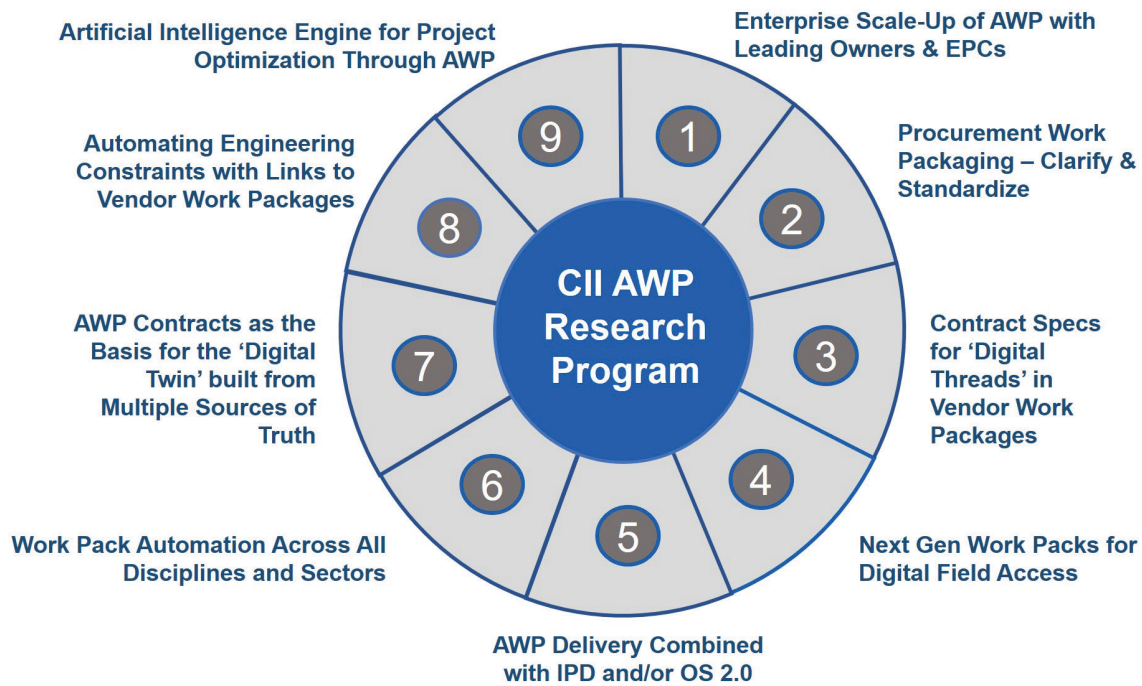 CII AWP
Research
Program
1
Enterprise Scale-Up of AWP with
Leading Owners & EPCs
2
Procurement Work
Packaging – Clarify &
Standardize
3
Contract Specs
for ‘Digital
Threads’ in
Vendor Work
Packages
4
Next Gen Work Packs for
Digital Field Access
5
AWP Delivery Combined
with IPD and/or OS 2.0
6
Work Pack Automation Across All
Disciplines and Sectors
7
AWP Contracts as the
Basis for the ‘Digital
Twin’ built from
Multiple Sources of
Truth
8
Automating Engineering
Constraints with Links to
Vendor Work Packages
9
Artificial Intelligence Engine for Project
Optimization Through AWP